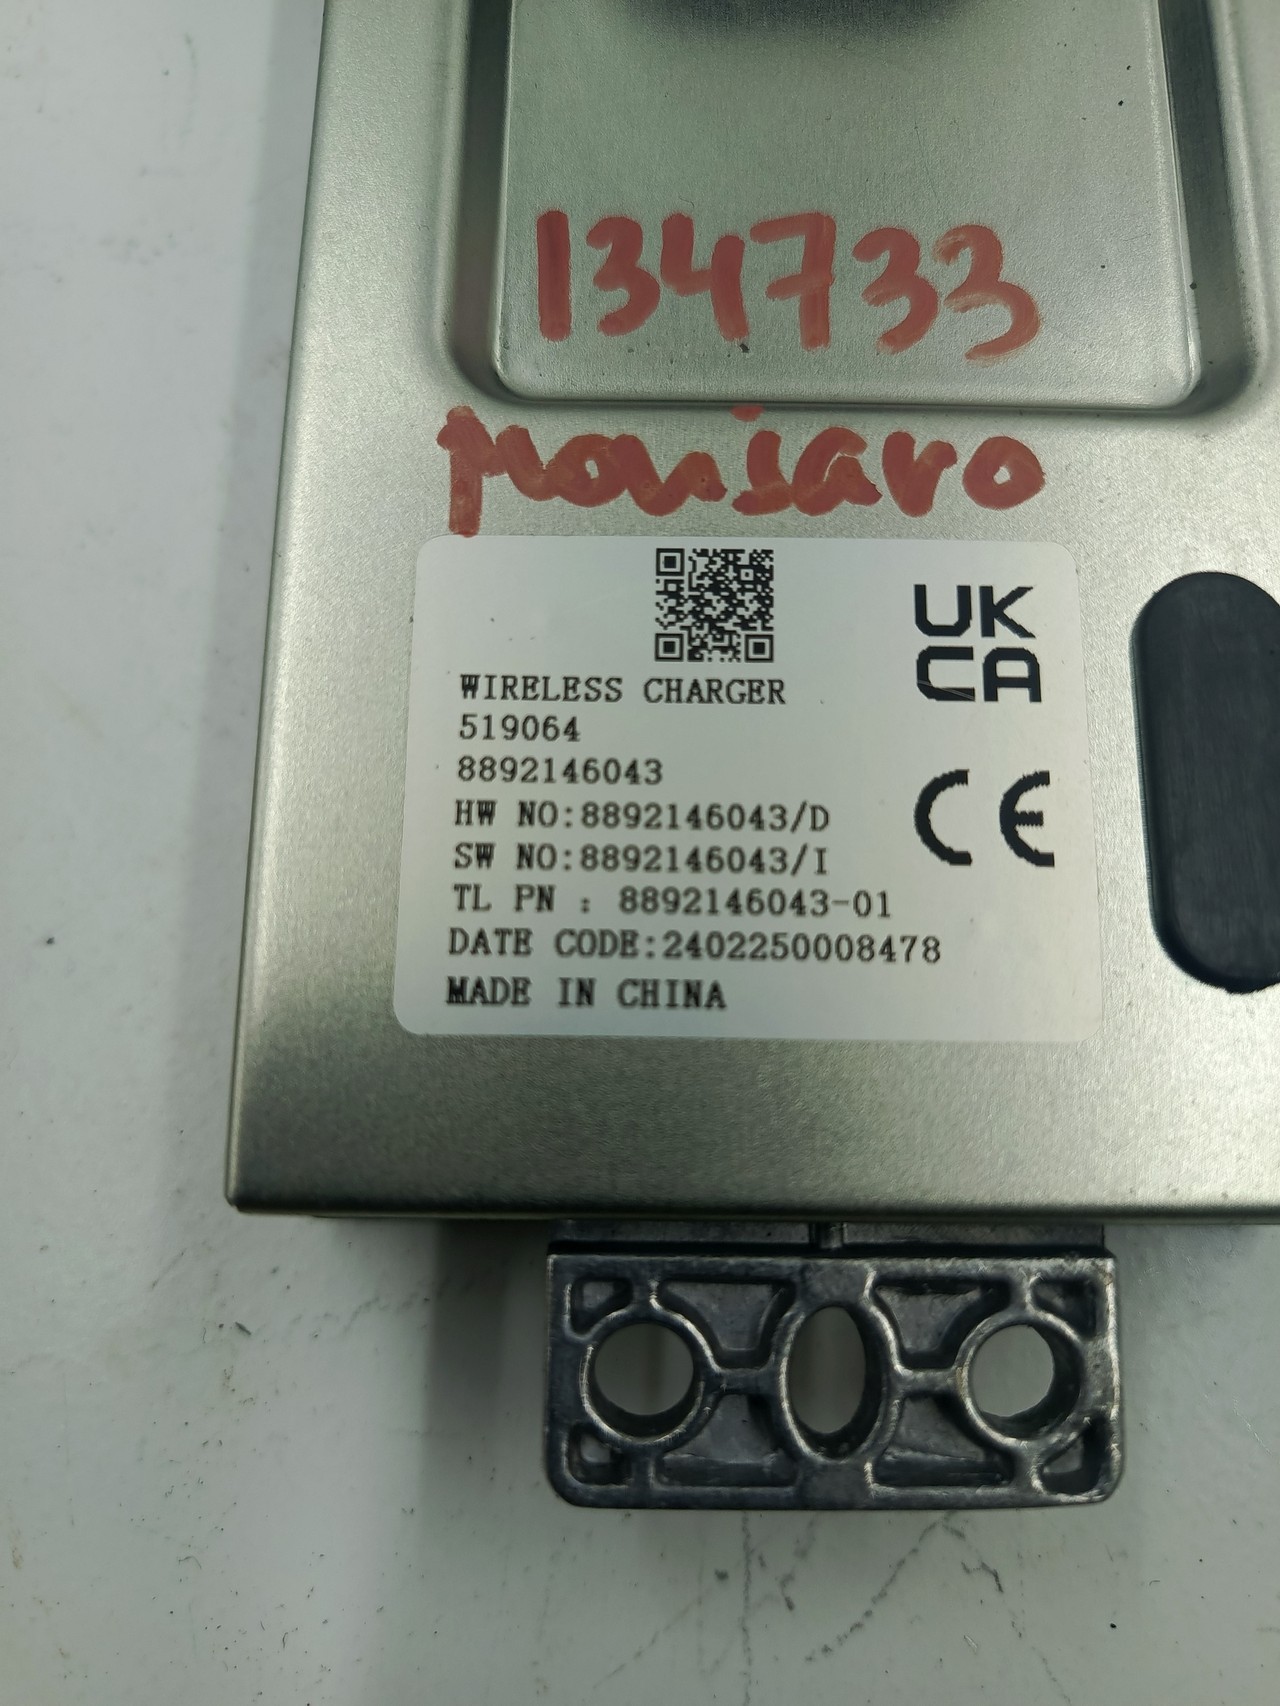 134733
monjaro
WIRELESS CHARGER
519064
8892146043
HW NO:8892146043/D
SW NO:8892146043/I
TL PN : 8892146043-01
DATE CODE:2402250008478
MADE IN CHINA
UK
CA
CE